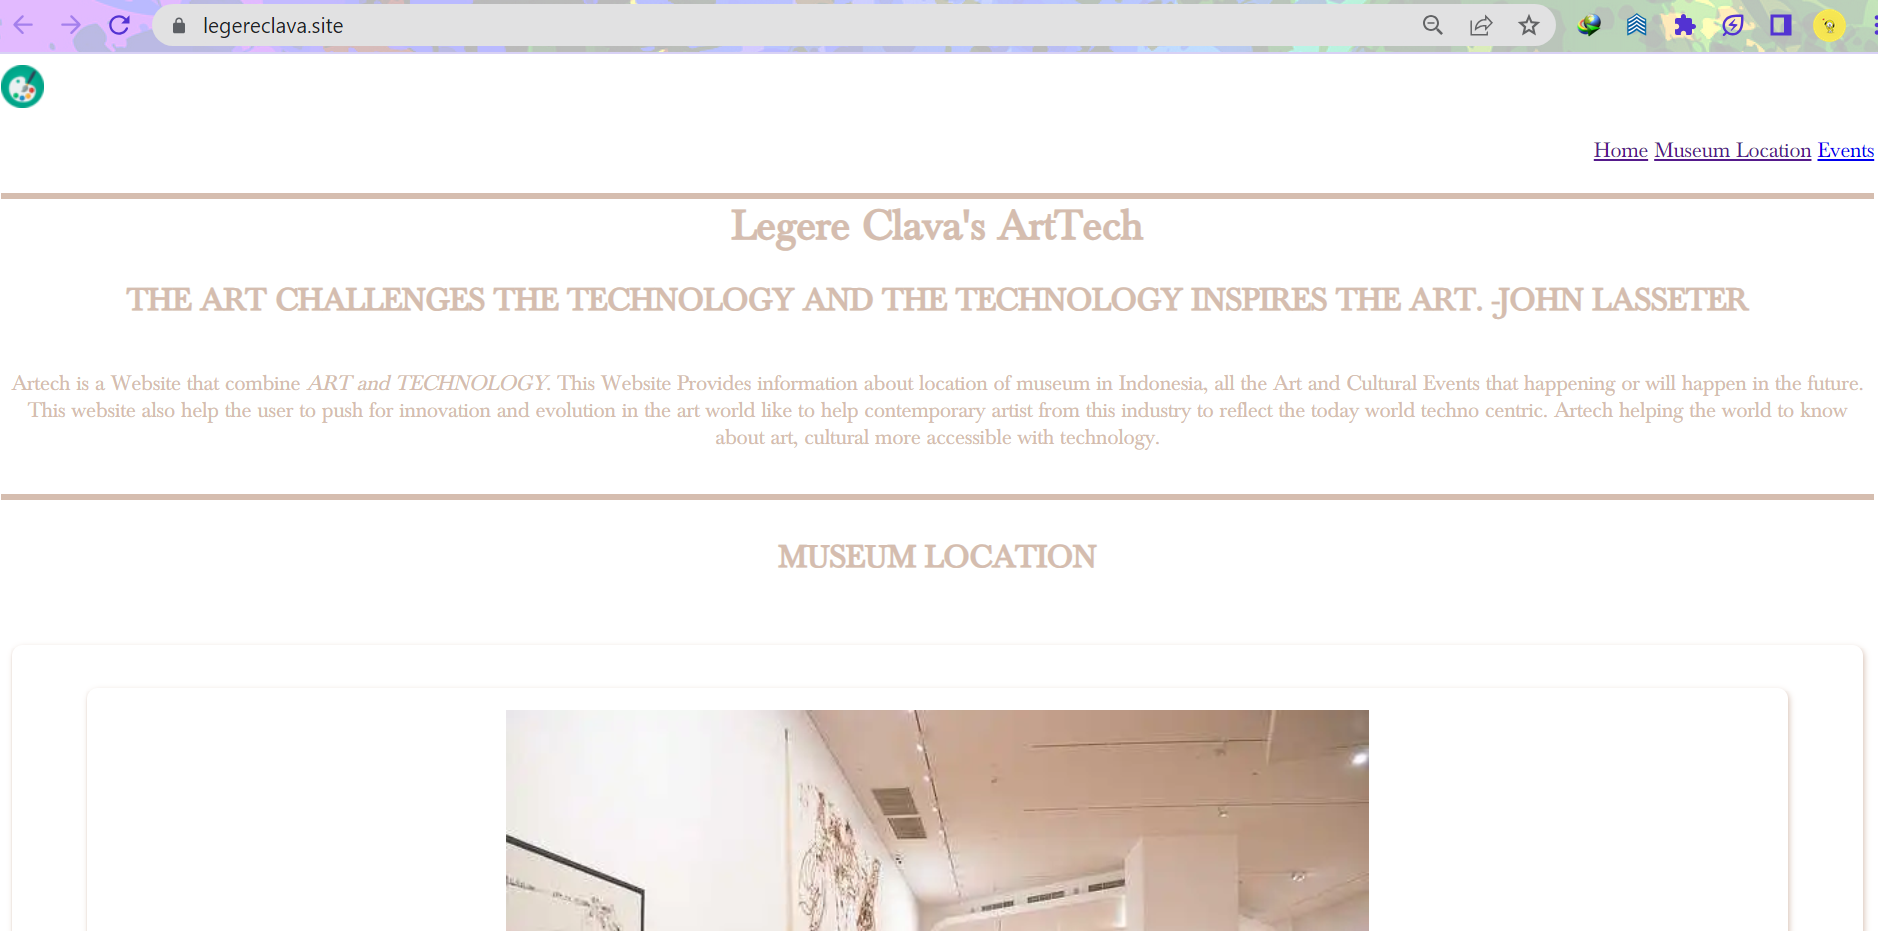 legereclava.site
Home Museum Location Events
Legere Clava's ArtTech
THE ART CHALLENGES THE TECHNOLOGY AND THE TECHNOLOGY INSPIRES THE ART. -JOHN LASSETER
Artech is a Website that combine ART and TECHNOLOGY. This Website Provides information about location of museum in Indonesia, all the Art and Cultural Events that happening or will happen in the future.
This website also help the user to push for innovation and evolution in the art world like to help contemporary artist from this industry to reflect the today world techno centric. Artech helping the world to know
about art, cultural more accessible with technology.
MUSEUM LOCATION